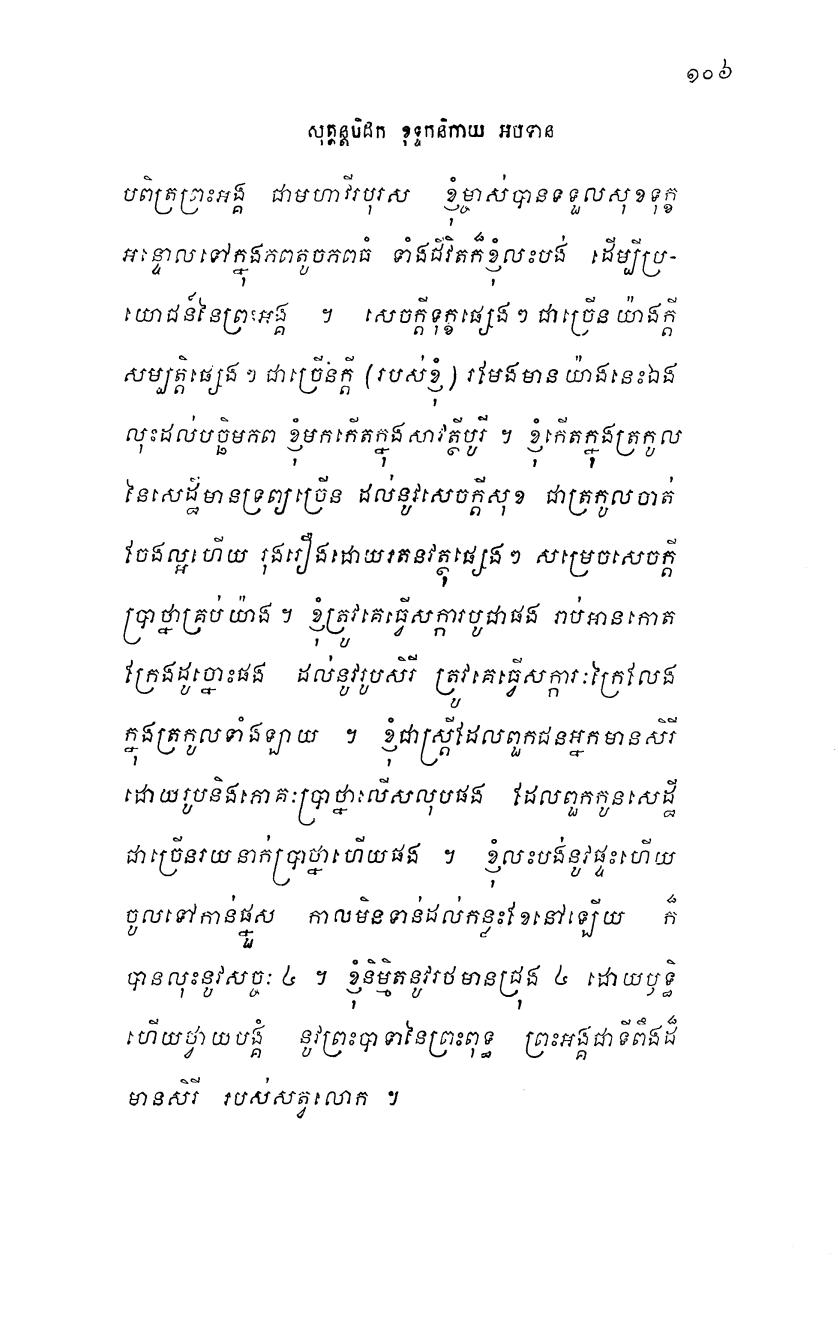 ១០៦
សុត្តន្តបិដក ខុទ្ទកនិកាយ អបទាន
បពិត្រព្រះអង្គ ជាមហាវីរបុរស ខ្ញុំម្ចាស់បានទទួលសុខទុក្ខ
អន្ទោលទៅក្នុងភពតូចភពធំ ទាំងជីវិតក៏ខ្ញុំលះបង់ ដើម្បីប្រ-
យោជន៍នៃព្រះអង្គ ។ សេចក្តីទុក្ខផ្សេងៗ ជាច្រើនយ៉ាងក្តី
សម្បត្តិផ្សេងៗ ជាច្រើនក្តី (របស់ខ្ញុំ) រមែងមានយ៉ាងនេះឯង
លុះដល់បច្ឆិមភព ខ្ញុំមកកើតក្នុងសាវត្ថីបូរី ។ ខ្ញុំកើតក្នុងត្រកូល
នៃសេដ្ឋីមានទ្រព្យច្រើន ដល់នូវសេចក្តីសុខ ជាត្រកូលចាត់
ចែងល្អហើយ រុងរឿងដោយរតនវត្ថុផ្សេងៗ សម្រេចសេចក្តី
ប្រាថ្នាគ្រប់យ៉ាង ។ ខ្ញុំត្រូវគេធ្វើសក្ការបូជាផង រាប់អានកោត
ក្រែងដូច្នោះផង ដល់នូវរូបសិរី ត្រូវគេធ្វើសក្ការៈក្រៃលែង
ក្នុងត្រកូលទាំងឡាយ ។ ខ្ញុំជាស្ត្រីដែលពួកជនអ្នកមានសិរី
ដោយរូបនិងភោគៈប្រាថ្នាលើសលុបផង ដែលពួកកូនសេដ្ឋី
ជាច្រើនរយនាក់ប្រាថ្នាហើយផង ។ ខ្ញុំលះបង់នូវផ្ទះហើយ
ចូលទៅកាន់ផ្នួស កាលមិនទាន់ដល់កន្លះខែនៅឡើយ ក៏
បានលុះនូវសច្ចៈ ៤ ។ ខ្ញុំនិម្មិតនូវរថមានជ្រុង ៤ ដោយឫទ្ធិ
ហើយថ្វាយបង្គំ នូវព្រះបាទានៃព្រះពុទ្ធ ព្រះអង្គជាទីពឹងដ៏
មានសិរី របស់សត្វលោក ។